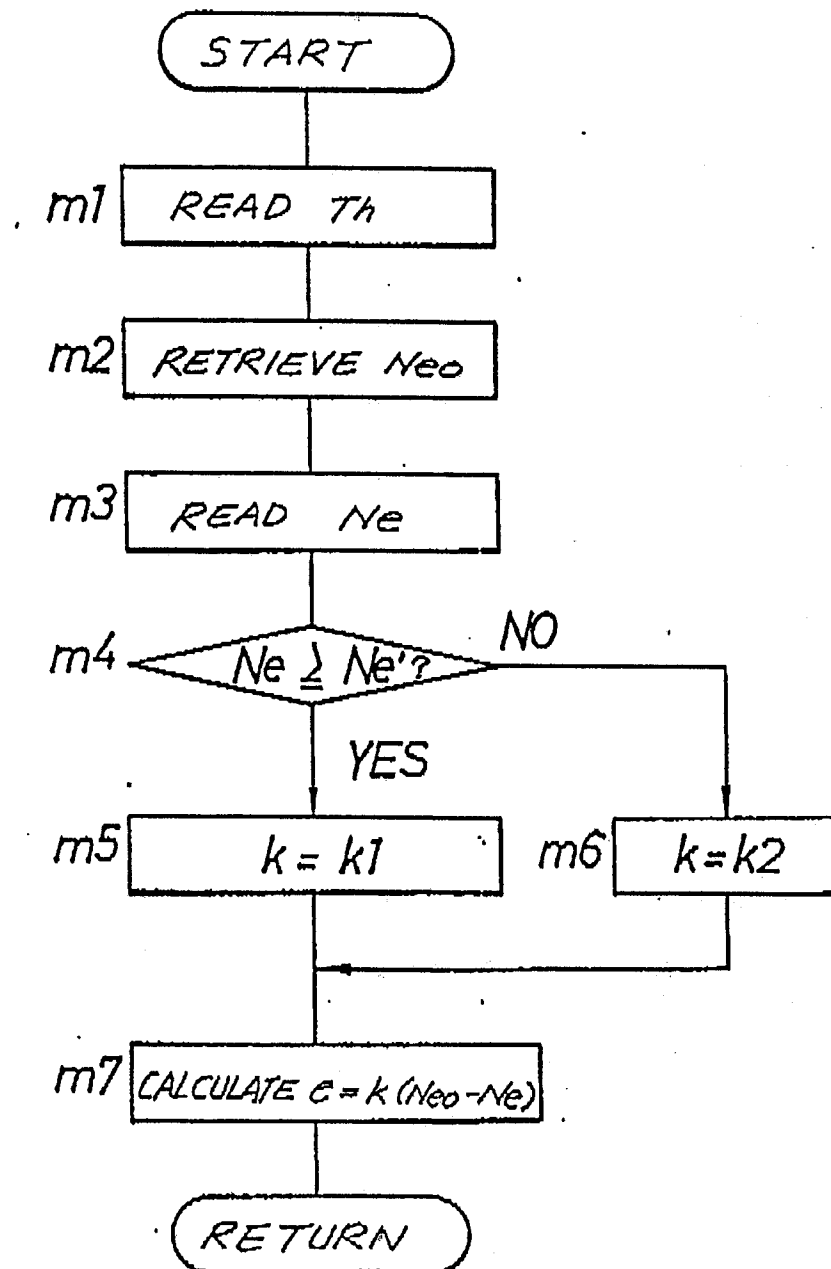 START
m1 READ Th
m2 RETRIEVE Neo
m3 READ Ne
m4 Ne ≧ Ne'?
NO
YES
m5 k = k1
m6 k=k2
m7 CALCULATE e = k (Neo-Ne)
RETURN